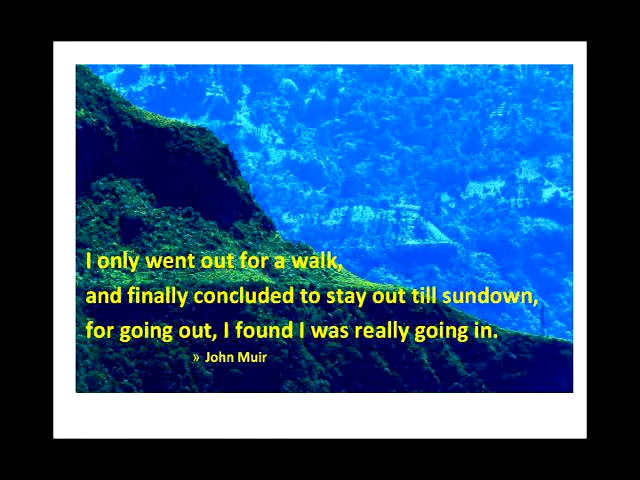 I only went out for a walk,
and finally concluded to stay out till sundown,
for going out, I found I was really going in.
» John Muir